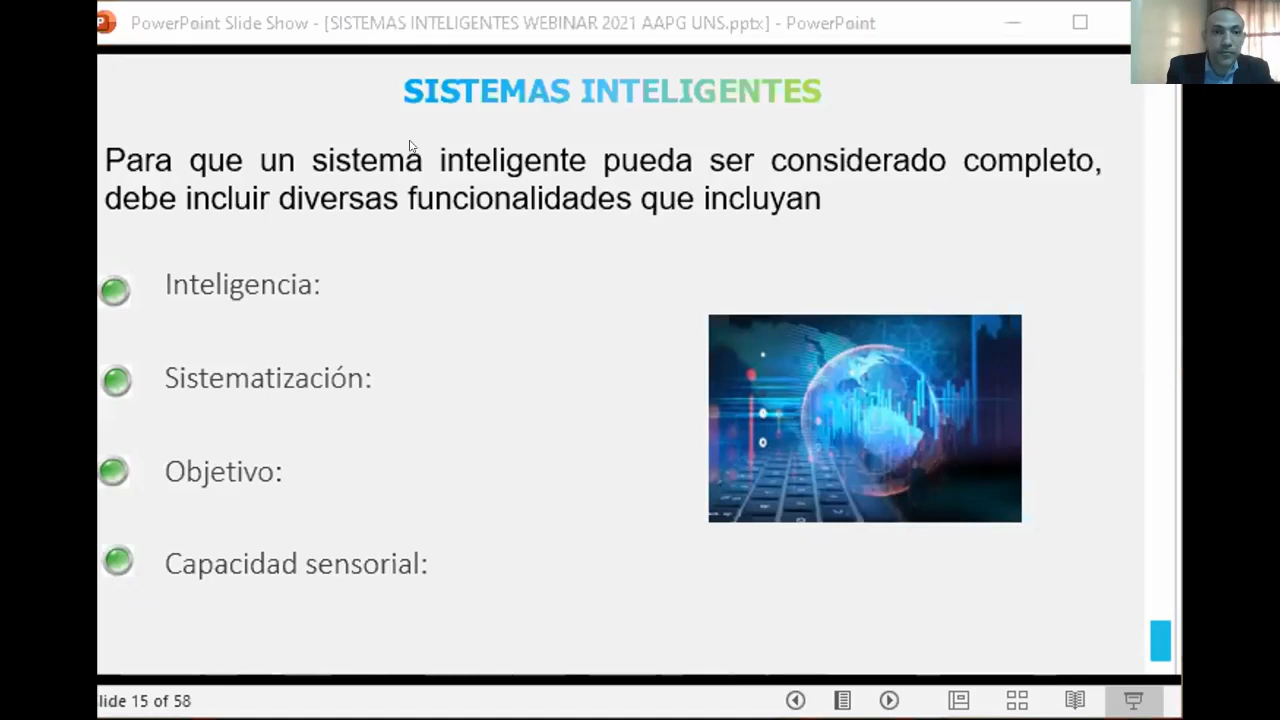 PowerPoint Slide Show - [SISTEMAS INTELIGENTES WEBINAR 2021 AAPG UNS.pptx] - PowerPoint
SISTEMAS INTELIGENTES
Para que un sistema inteligente pueda ser considerado completo,
debe incluir diversas funcionalidades que incluyan
Inteligencia:
Sistematización:
Objetivo:
Capacidad sensorial:
lide 15 of 58